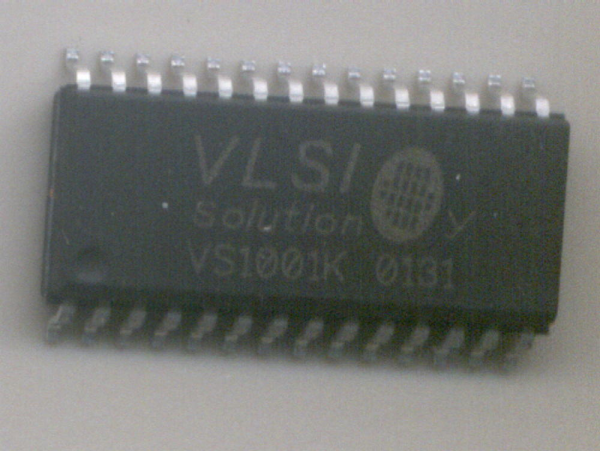 VLSI
Solution y
VS1001K 0131